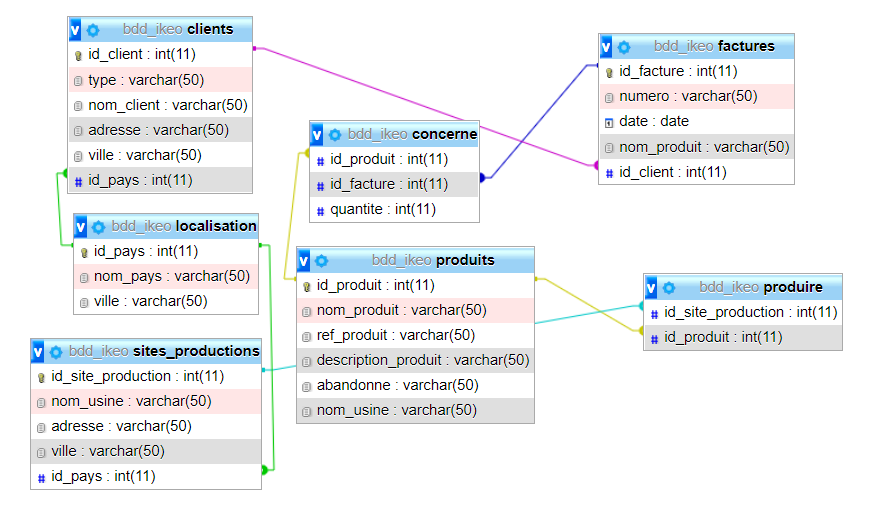 bdd_ikeo clients
id_client : int(11)
type : varchar(50)
nom_client : varchar(50)
adresse : varchar(50)
ville : varchar(50)
id_pays : int(11)
bdd_ikeo localisation
id_pays : int(11)
nom_pays : varchar(50)
ville : varchar(50)
bdd_ikeo sites_productions
id_site_production : int(11)
nom_usine : varchar(50)
adresse : varchar(50)
ville : varchar(50)
id_pays : int(11)
bdd_ikeo concerne
id_produit : int(11)
id_facture : int(11)
quantite : int(11)
bdd_ikeo produits
id_produit : int(11)
nom_produit : varchar(50)
ref_produit : varchar(50)
description_produit : varchar(50)
abandonne : varchar(50)
nom_usine : varchar(50)
bdd_ikeo factures
id_facture : int(11)
numero : varchar(50)
date : date
nom_produit : varchar(50)
id_client : int(11)
bdd_ikeo produire
id_site_production : int(11)
id_produit : int(11)